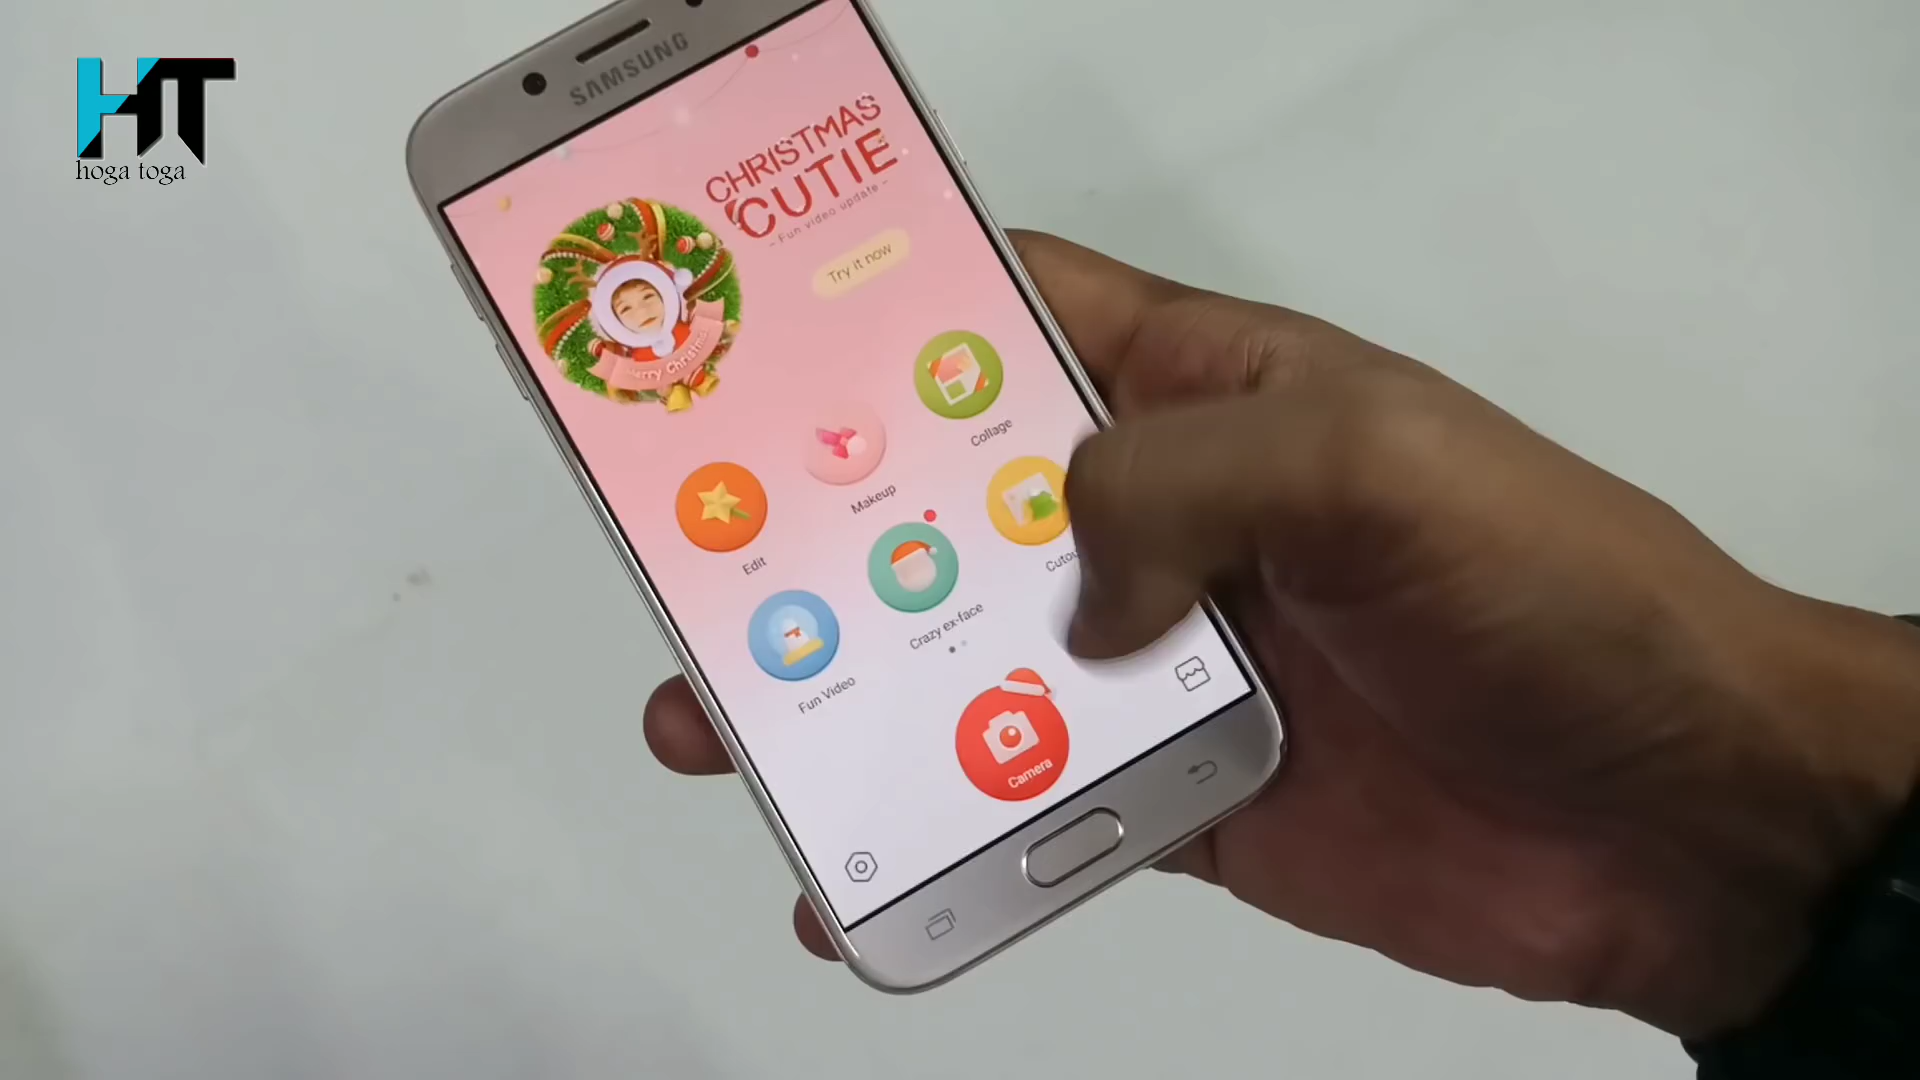 HT
hoga toga
SAMSUNG
CHRISTMAS
CUTIE
- Fun video update -
Try it now
Merry Christmas
Collage
Makeup
Edit
Crazy ex-face
Fun Video
Camera